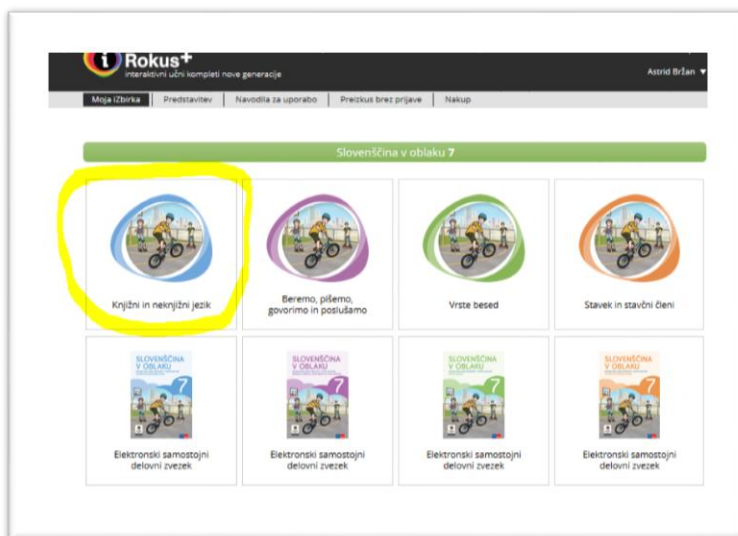 i Rokus+
interaktivni učni kompleti nove generacije
Astrid Bržan ▼
Moja iZbirka
Predstavitev
Navodila za uporabo
Preizkus brez prijave
Nakup
Slovenščina v oblaku 7
Knjižni in neknjižni jezik
Beremo, pišemo,
govorimo in poslušamo
Vrste besed
Stavek in stavčni členi
SLOVENŠČINA
V OBLAKU
7
SLOVENŠČINA
V OBLAKU
7
SLOVENŠČINA
V OBLAKU
7
SLOVENŠČINA
V OBLAKU
7
Elektronski samostojni
delovni zvezek
Elektronski samostojni
delovni zvezek
Elektronski samostojni
delovni zvezek
Elektronski samostojni
delovni zvezek